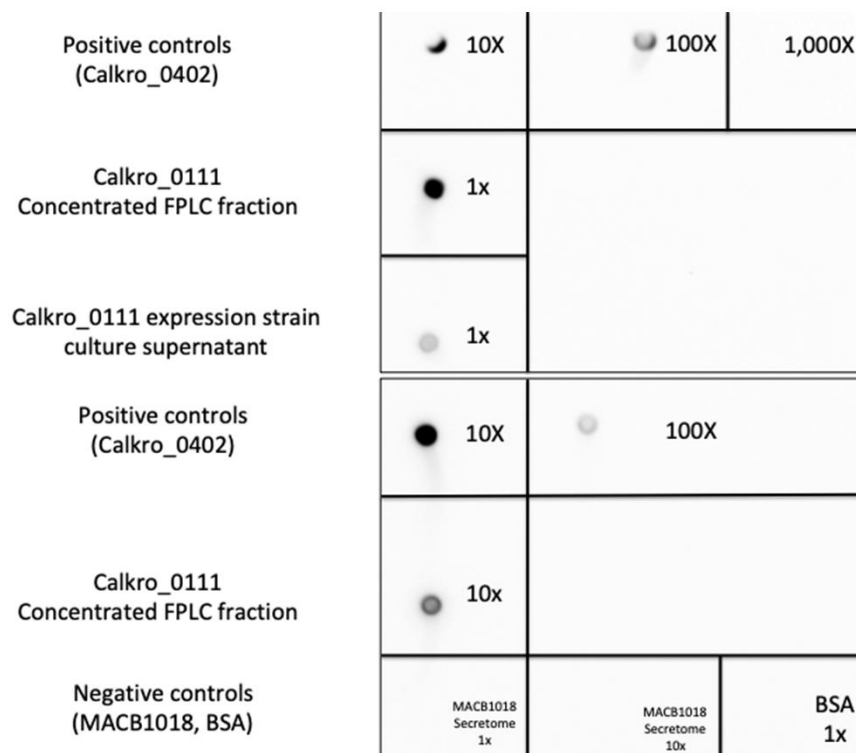 Positive controls
(Calkro_0402)
10X
100X
1,000X
Calkro_0111
Concentrated FPLC fraction
1x
Calkro_0111 expression strain
culture supernatant
1x
Positive controls
(Calkro_0402)
10X
100X
Calkro_0111
Concentrated FPLC fraction
10x
Negative controls
(MACB1018, BSA)
MACB1018
Secretome
1x
MACB1018
Secretome
10x
BSA
1x